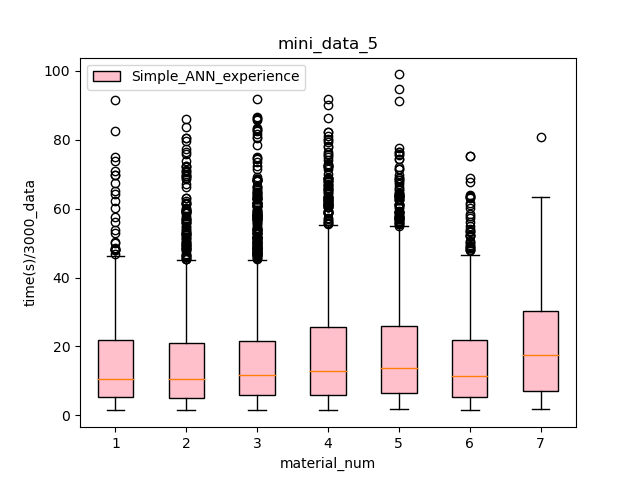 mini_data_5
Simple_ANN_experience
time(s)/3000_data
100
80
60
40
20
0
1 2 3 4 5 6 7
material_num